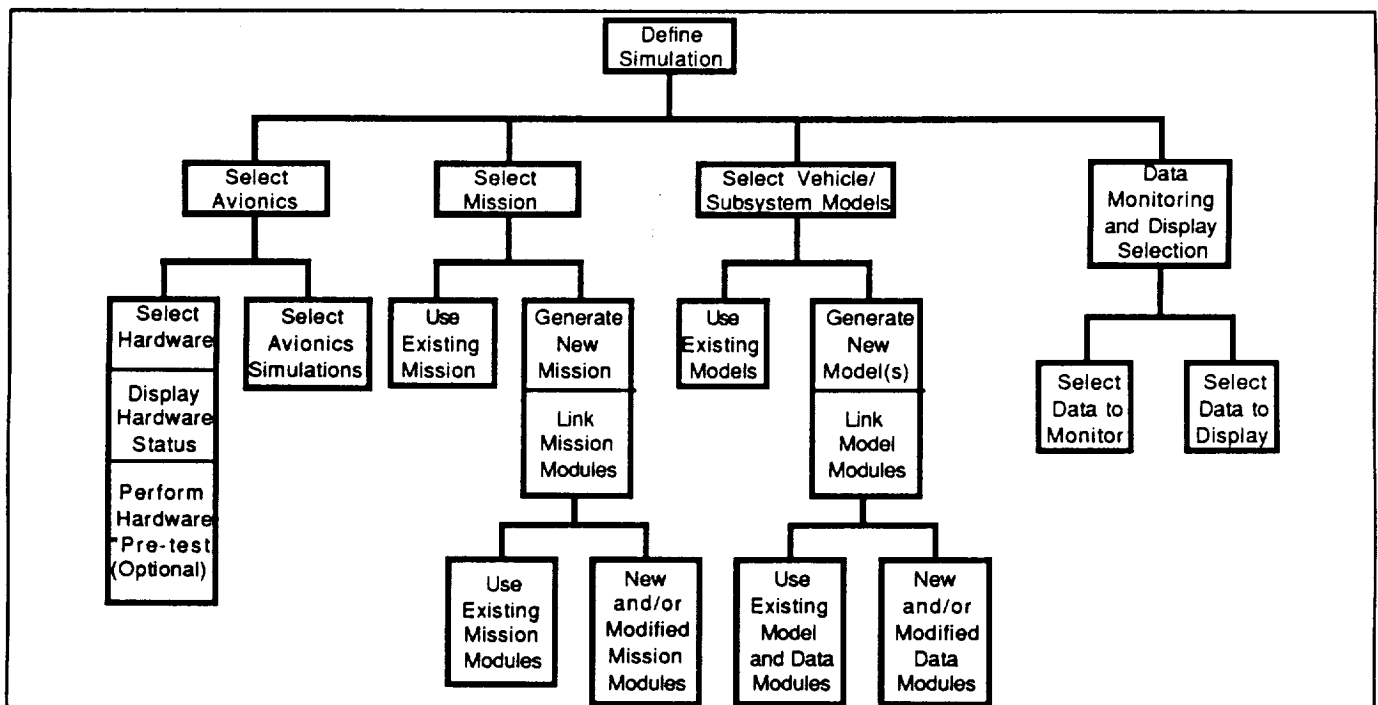 Define
Simulation
Select
Avionics
Select
Mission
Select Vehicle/
Subsystem Models
Data
Monitoring
and Display
Selection
Select
Hardware
Display
Hardware
Status
Perform
Hardware
"Pre-test
(Optional)
Select
Avionics
Simulations
Use
Existing
Mission
Generate
New
Mission
Link
Mission
Modules
Use
Existing
Models
Generate
New
Model(s)
Link
Model
Modules
Select
Data to
Monitor
Select
Data to
Display
Use
Existing
Mission
Modules
New
and/or
Modified
Mission
Modules
Use
Existing
Model
and Data
Modules
New
and/or
Modified
Data
Modules